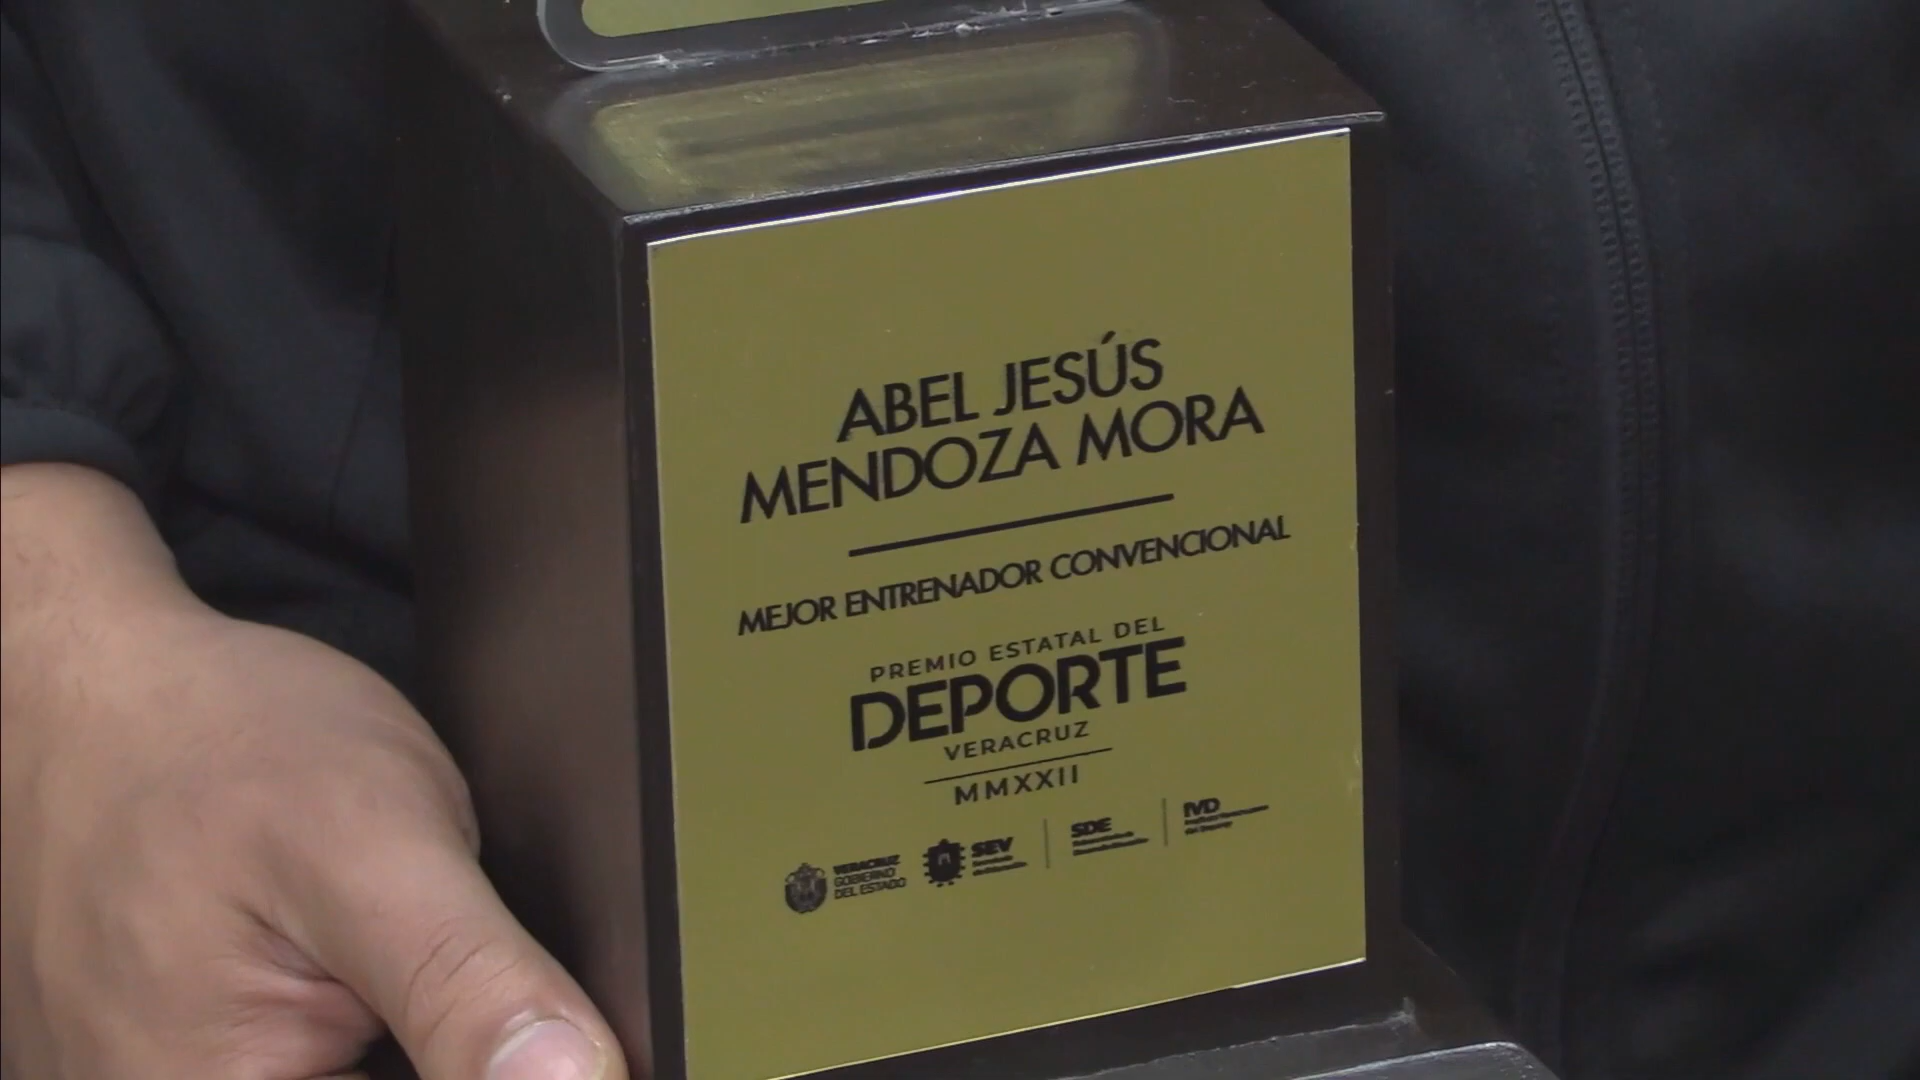 ABEL JESÚS
MENDOZA MORA
MEJOR ENTRENADOR CONVENCIONAL
PREMIO ESTATAL DEL
DEPORTE
VERACRUZ
MMXXII
VERACRUZ
GOBIERNO
DEL ESTADO
SEV
SDE
IVD